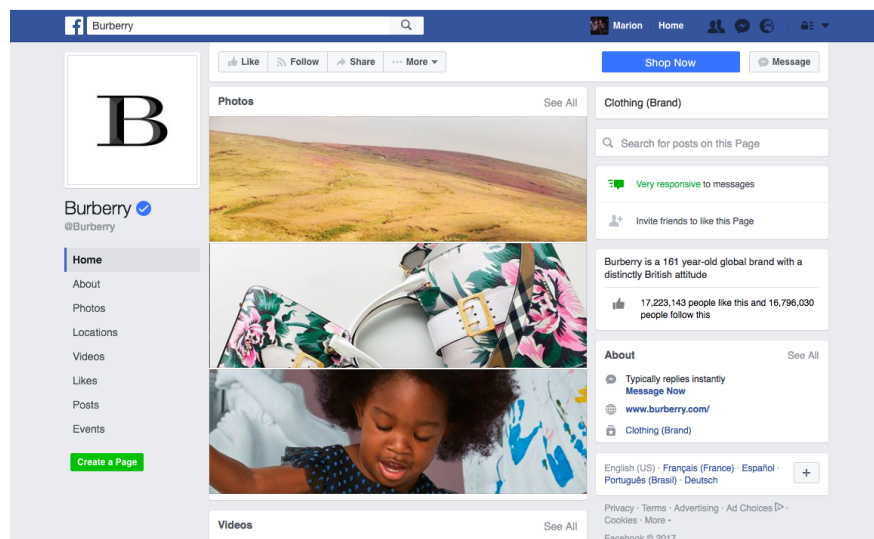 Burberry
Marion
Home
B
Burberry
@Burberry
Home
About
Photos
Locations
Videos
Likes
Posts
Events
Create a Page
Like
Follow
Share
··· More
Shop Now
Message
Photos
See All
Videos
See All
Clothing (Brand)
Search for posts on this Page
Very responsive to messages
Invite friends to like this Page
Burberry is a 161 year-old global brand with a
distinctly British attitude
17,223,143 people like this and 16,796,030
people follow this
About
See All
Typically replies instantly
Message Now
www.burberry.com/
Clothing (Brand)
English (US) · Français (France) · Español ·
Português (Brasil) · Deutsch
Privacy · Terms · Advertising · Ad Choices ·
Cookies · More
Facebook © 2017